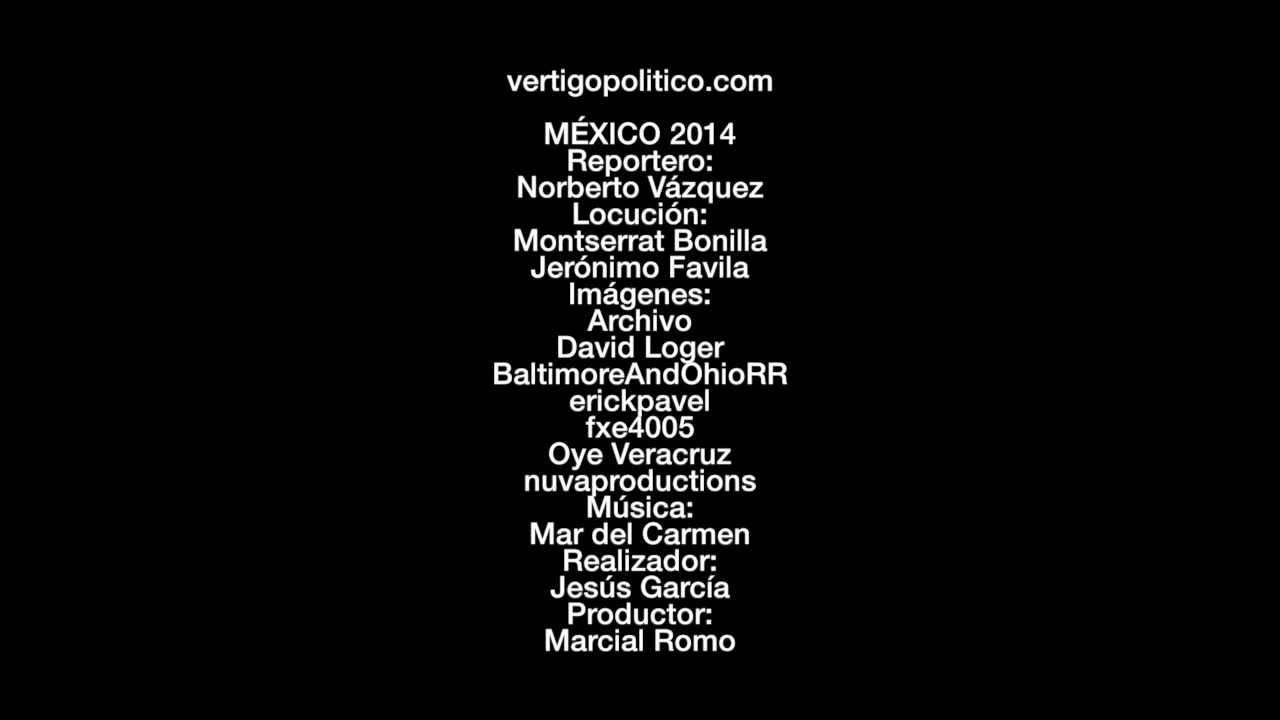 vertigopolitico.com
MÉXICO 2014
Reportero:
Norberto Vázquez
Locución:
Montserrat Bonilla
Jerónimo Favila
Imágenes:
Archivo
David Loger
BaltimoreAndOhioRR
erickpavel
fxe4005
Oye Veracruz
nuvaproductions
Música:
Mar del Carmen
Realizador:
Jesús García
Productor:
Marcial Romo